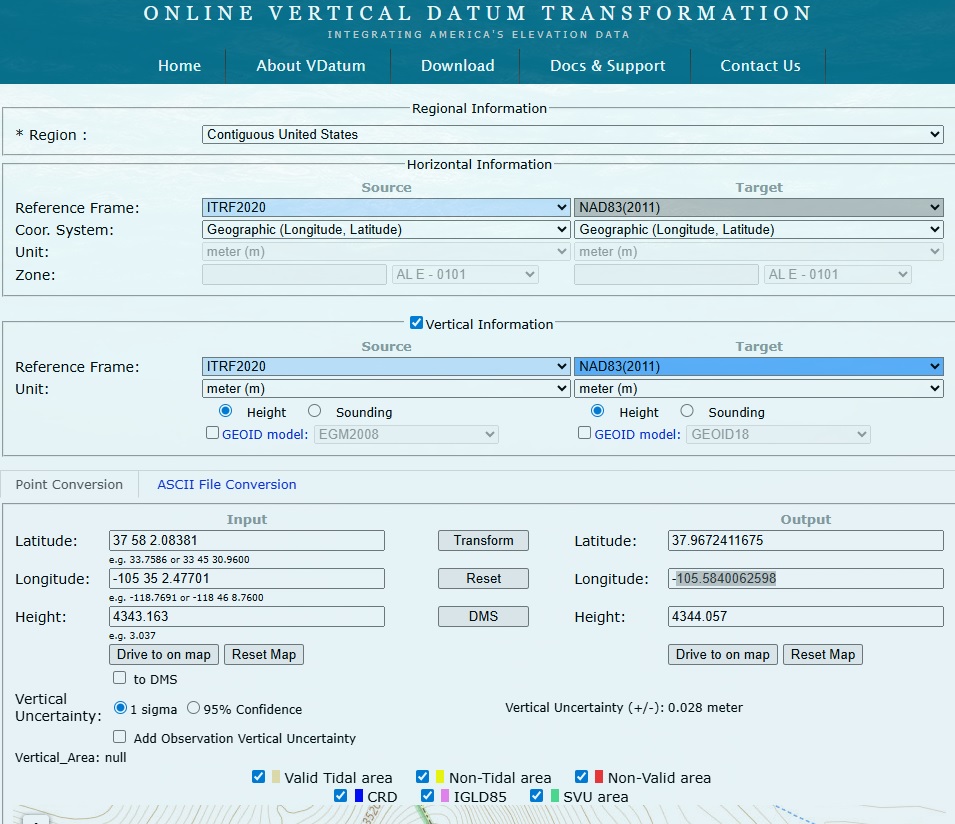 ONLINE VERTICAL DATUM TRANSFORMATION
INTEGRATING AMERICA'S ELEVATION DATA
Home About VDatum Download Docs & Support Contact Us
Regional Information
* Region : Contiguous United States
Horizontal Information
Source Target
Reference Frame: ITRF2020 NAD83(2011)
Coor. System: Geographic (Longitude, Latitude) Geographic (Longitude, Latitude)
Unit: meter (m) meter (m)
Zone: AL E - 0101 AL E - 0101
Vertical Information
Source Target
Reference Frame: ITRF2020 NAD83(2011)
Unit: meter (m) meter (m)
Height Sounding Height Sounding
GEOID model: EGM2008 GEOID model: GEOID18
Point Conversion ASCII File Conversion
Input Output
Latitude: 37 58 2.08381 Transform Latitude: 37.9672411675
e.g. 33.7586 or 33 45 30.9600
Longitude: -105 35 2.47701 Reset Longitude: -105.5840062598
e.g. -118.7691 or -118 46 8.7600
Height: 4343.163 DMS Height: 4344.057
e.g. 3.037
Drive to on map Reset Map Drive to on map Reset Map
to DMS
Vertical Uncertainty: 1 sigma 95% Confidence Vertical Uncertainty (+/-): 0.028 meter
Add Observation Vertical Uncertainty
Vertical_Area: null
Valid Tidal area Non-Tidal area Non-Valid area
CRD IGLD85 SVU area
3520